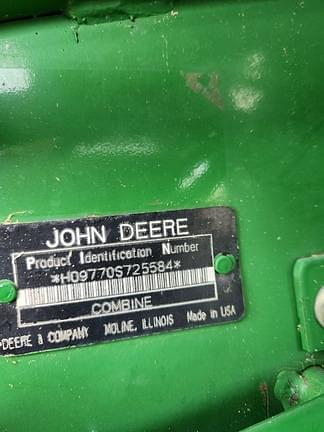 JOHN DEERE
Product Identification Number
*H09770S725584*
COMBINE
DEERE & COMPANY MOLINE, ILLINOIS Made in USA